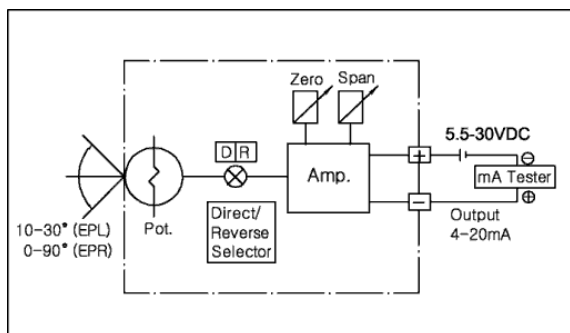 Zero Span
D R
Amp.
+
5.5-30VDC
⊖
mA Tester
⊕
−
Output
4-20mA
Direct/
Reverse
Selector
Pot.
10-30° (EPL)
0-90° (EPR)